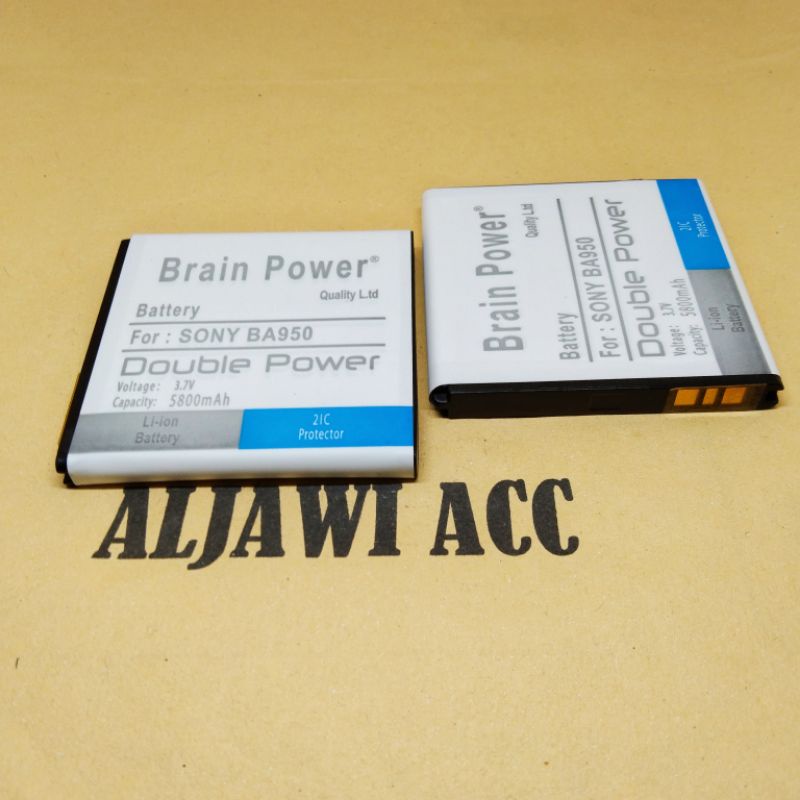 Brain Power®
Quality L.td
Battery
For : SONY BA950
Double Power
Voltage: 3.7V
Capacity: 5800mAh
Li-ion
Battery
2IC
Protector
Brain Power®
Quality L.td
Battery
For : SONY BA950
Double Power
Voltage: 3.7V
Capacity: 5800mAh
Li-ion
Battery
2IC
Protector
ALJAWI ACC